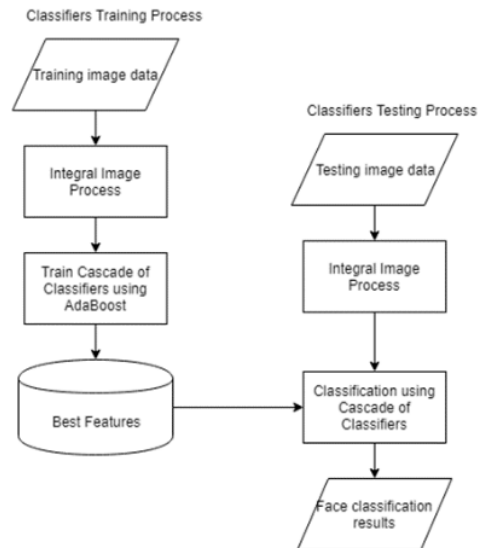 Classifiers Training Process
Training image data
Integral Image
Process
Train Cascade of
Classifiers using
AdaBoost
Best Features
Classifiers Testing Process
Testing image data
Integral Image
Process
Classification using
Cascade of
Classifiers
Face classification
results